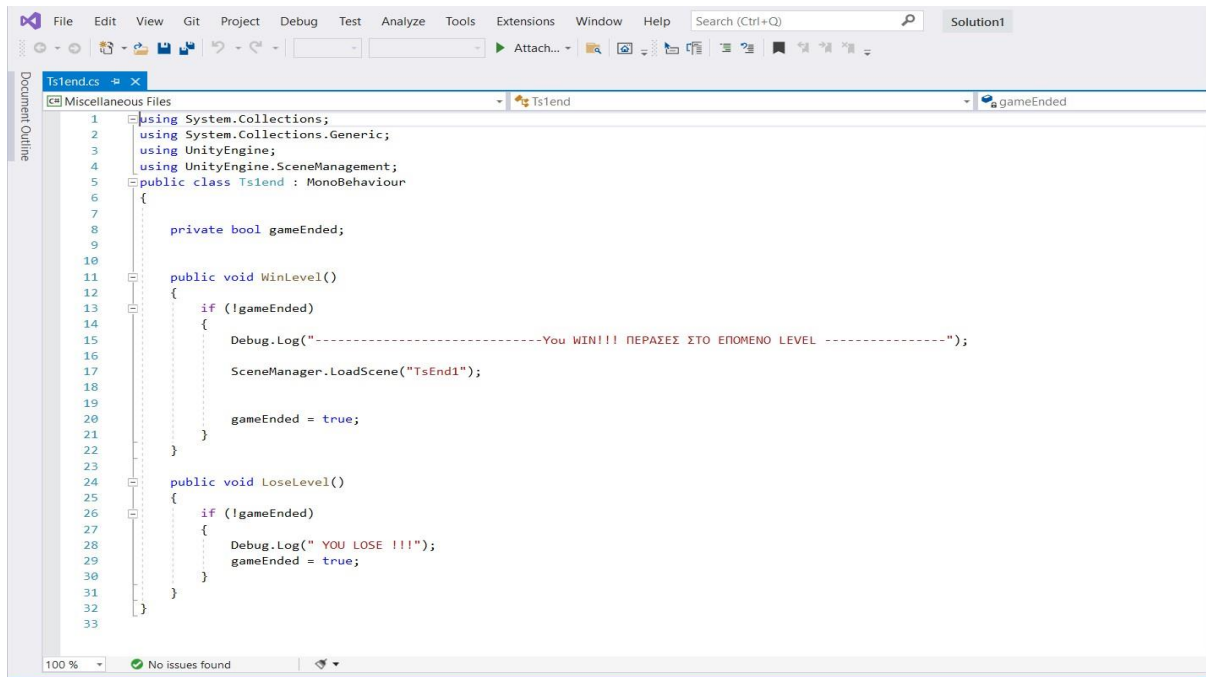 File Edit View Git Project Debug Test Analyze Tools Extensions Window Help Search (Ctrl+Q) Solution1
Attach...
Document Outline
Ts1end.cs
C# Miscellaneous Files Ts1end gameEnded
1 using System.Collections;
2 using System.Collections.Generic;
3 using UnityEngine;
4 using UnityEngine.SceneManagement;
5 public class Ts1end : MonoBehaviour
6 {
7
8 private bool gameEnded;
9
10
11 public void WinLevel()
12 {
13 if (!gameEnded)
14 {
15 Debug.Log("------------------------------You WIN!!! ΠΕΡΑΣΕΣ ΣΤΟ ΕΠΟΜΕΝΟ LEVEL ----------------");
16
17 SceneManager.LoadScene("TsEnd1");
18
19
20 gameEnded = true;
21 }
22 }
23
24 public void LoseLevel()
25 {
26 if (!gameEnded)
27 {
28 Debug.Log(" YOU LOSE !!!");
29 gameEnded = true;
30 }
31 }
32 }
33
100 % No issues found